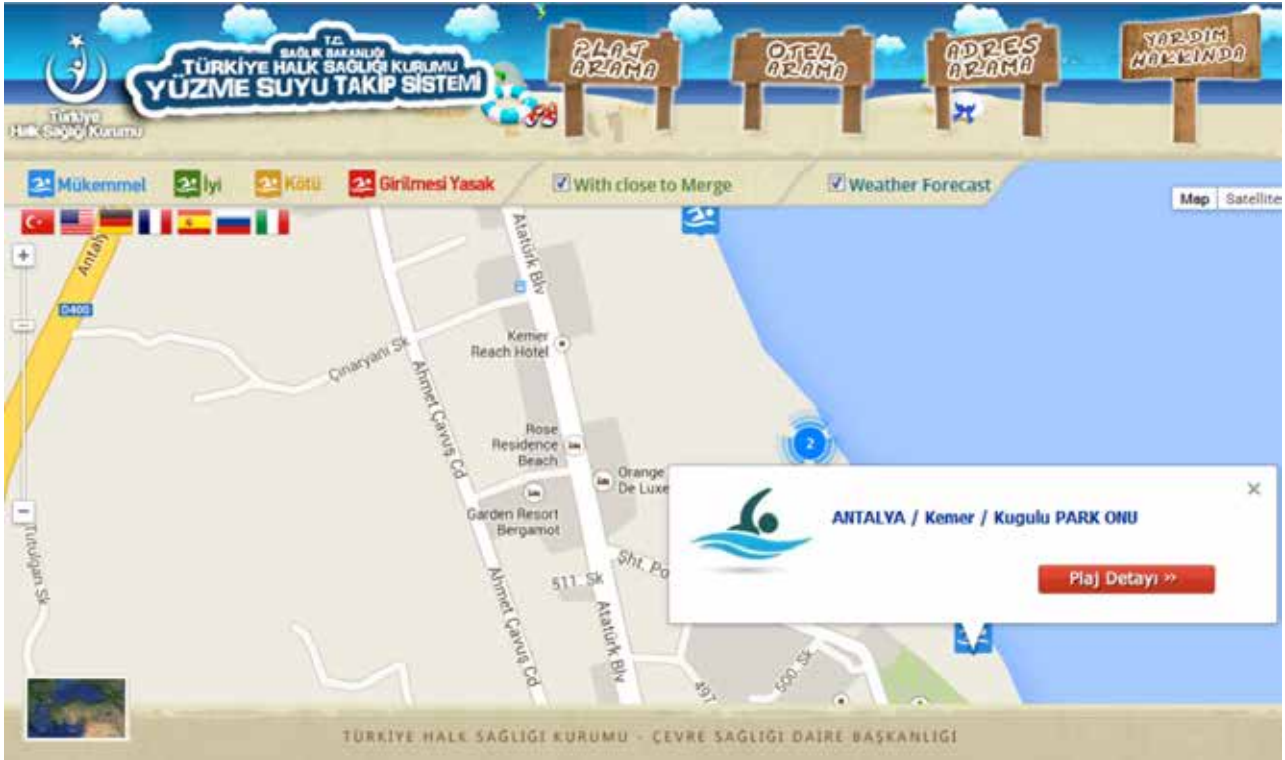 T.C.
SAĞLIK BAKANLIĞI
TÜRKİYE HALK SAĞLIĞI KURUMU
YÜZME SUYU TAKİP SİSTEMİ
Türkiye
Halk Sağlığı Kurumu
PLAJ
ARAMA
OTEL
ARAMA
ADRES
ARAMA
YARDIM
HAKKINDA
Mükemmel
İyi
Kötü
Girilmesi Yasak
With close to Merge
Weather Forecast
Map
Satellite
Antaly
D400
Atatürk Blv
Kemer
Reach Hotel
Çınaryanı Sk
Ahmet Çavuş Cd
Rose
Residence
Beach
2
Orange
De Luxe
Garden Resort
Bergamot
Tutulgan Sk
Sht. Po
511. Sk
Ahmet Çavuş Cd
Atatürk Blv
497
500. Sk
ANTALYA / Kemer / Kugulu PARK ONU
Plaj Detayı »
TÜRKİYE HALK SAĞLIĞI KURUMU - ÇEVRE SAĞLIĞI DAİRE BAŞKANLIĞI